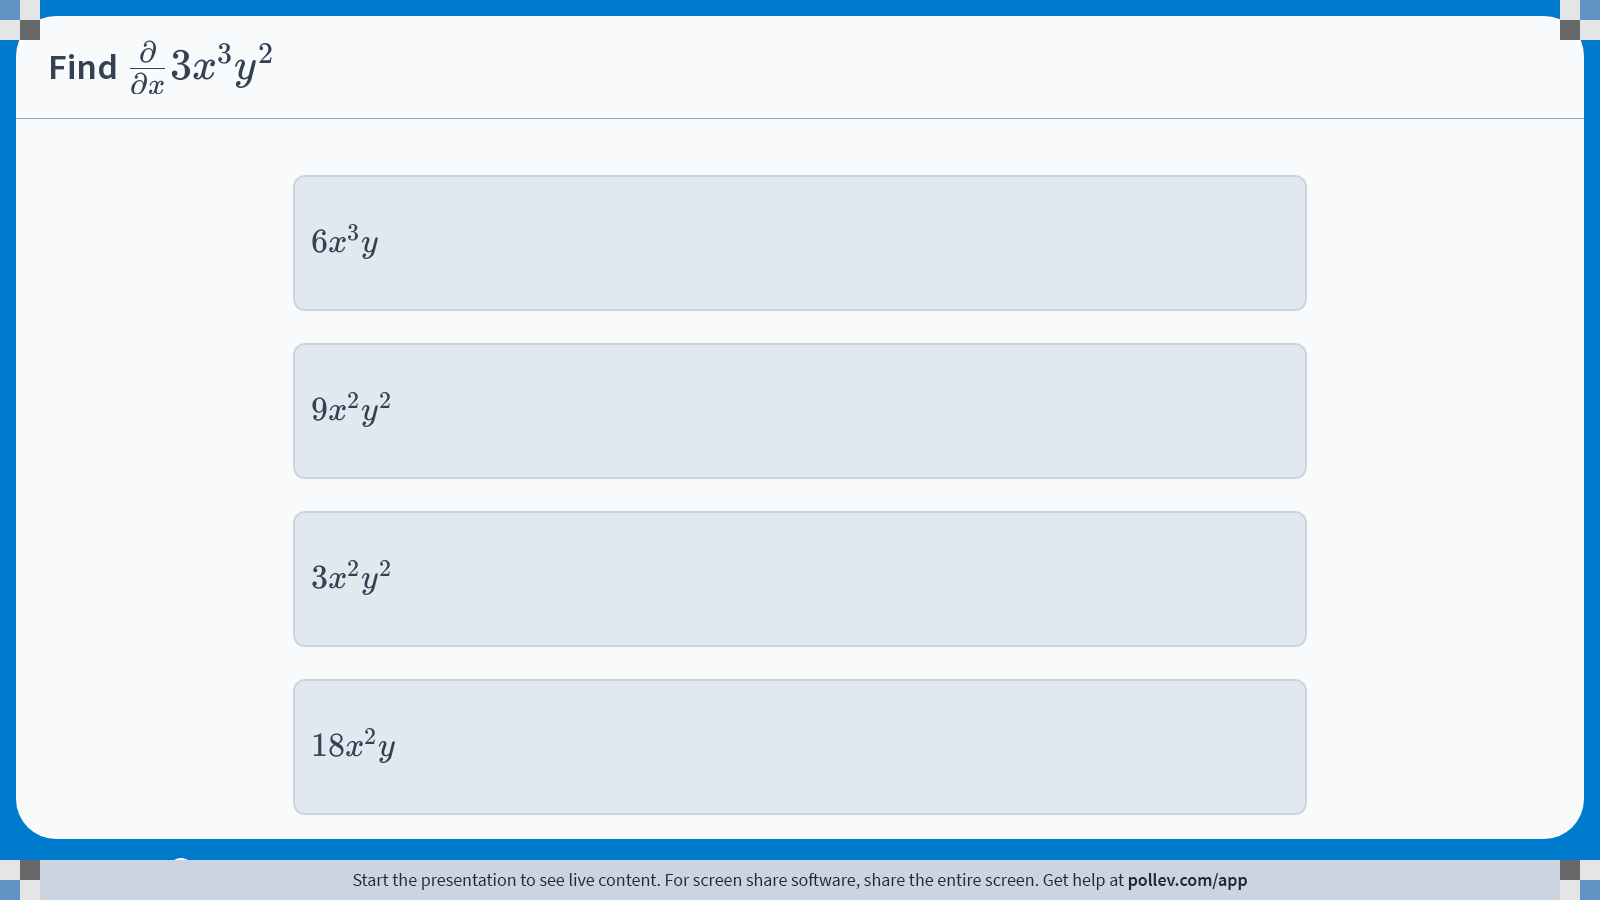 Find ∂/∂x 3x³y²
6x³y
9x²y²
3x²y²
18x²y
Start the presentation to see live content. For screen share software, share the entire screen. Get help at pollev.com/app